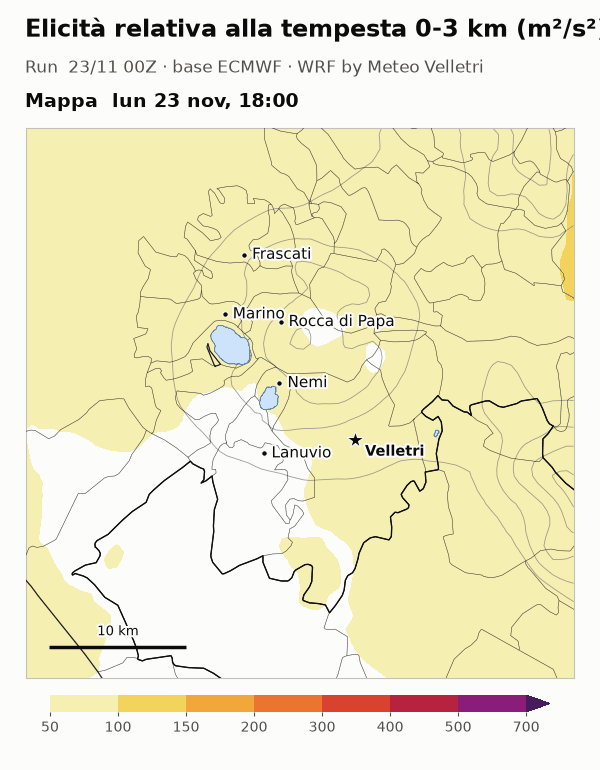 Elicità relativa alla tempesta 0-3 km (m²/s²)
Run  23/11 00Z · base ECMWF · WRF by Meteo Velletri
Mappa  lun 23 nov, 18:00
Frascati
Marino
Rocca di Papa
Nemi
Velletri
Lanuvio
10 km
50 100 150 200 300 400 500 700